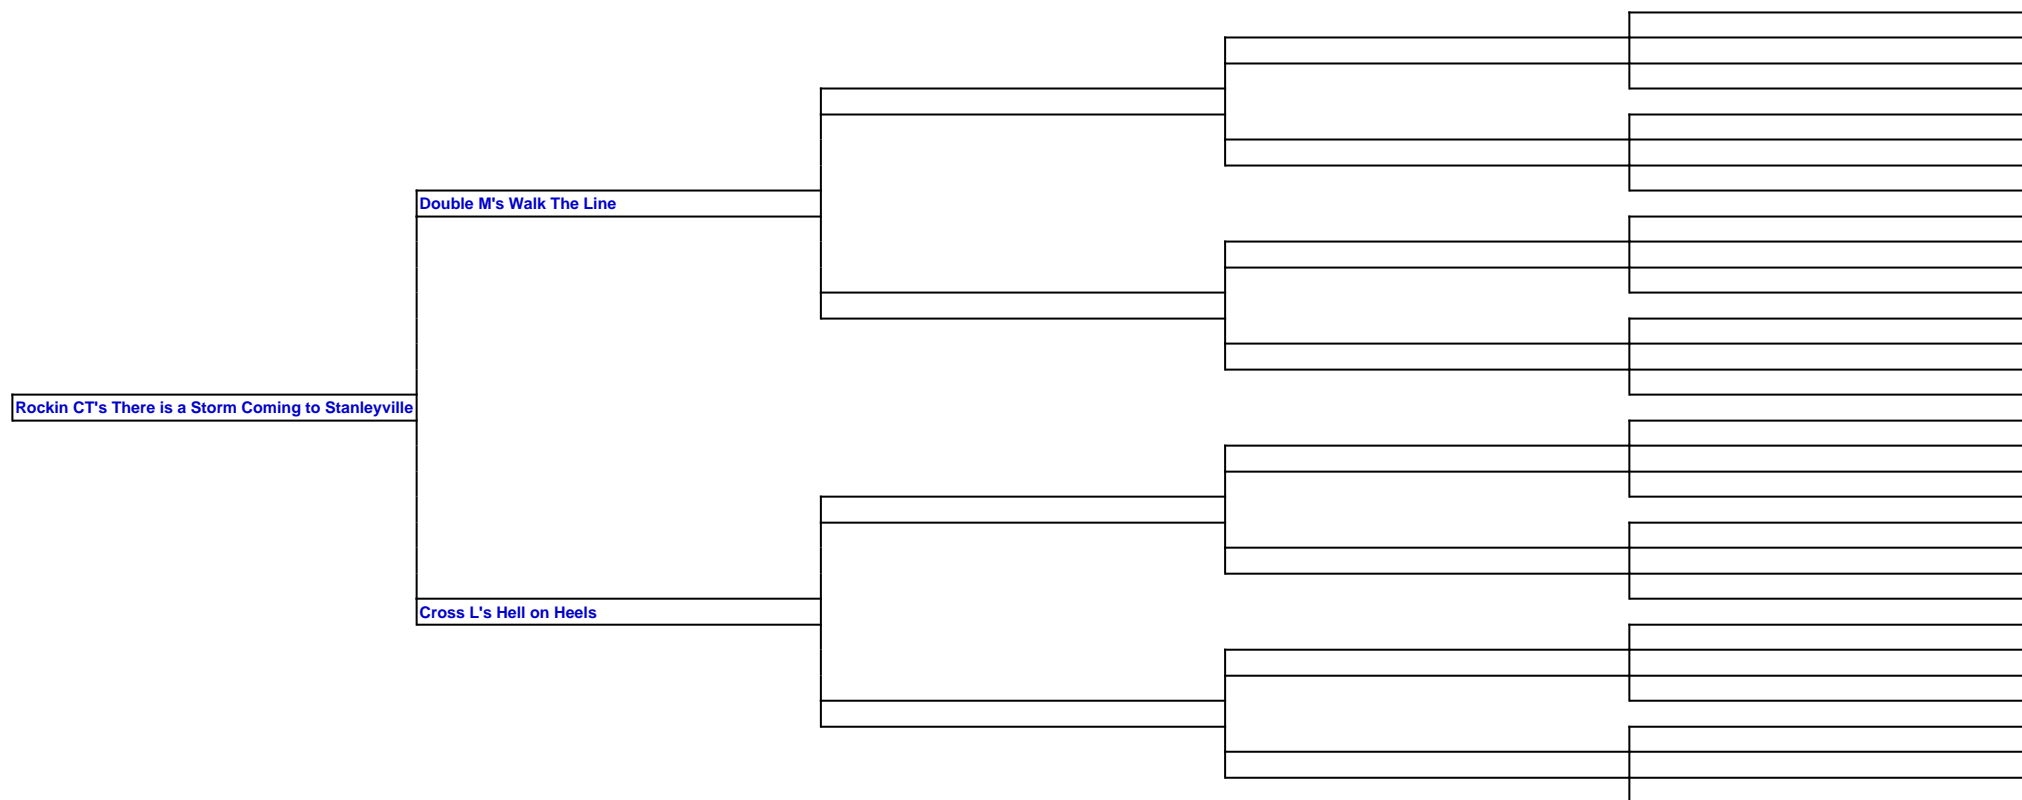 Double M's Walk The Line
Rockin CT's There is a Storm Coming to Stanleyville
Cross L's Hell on Heels